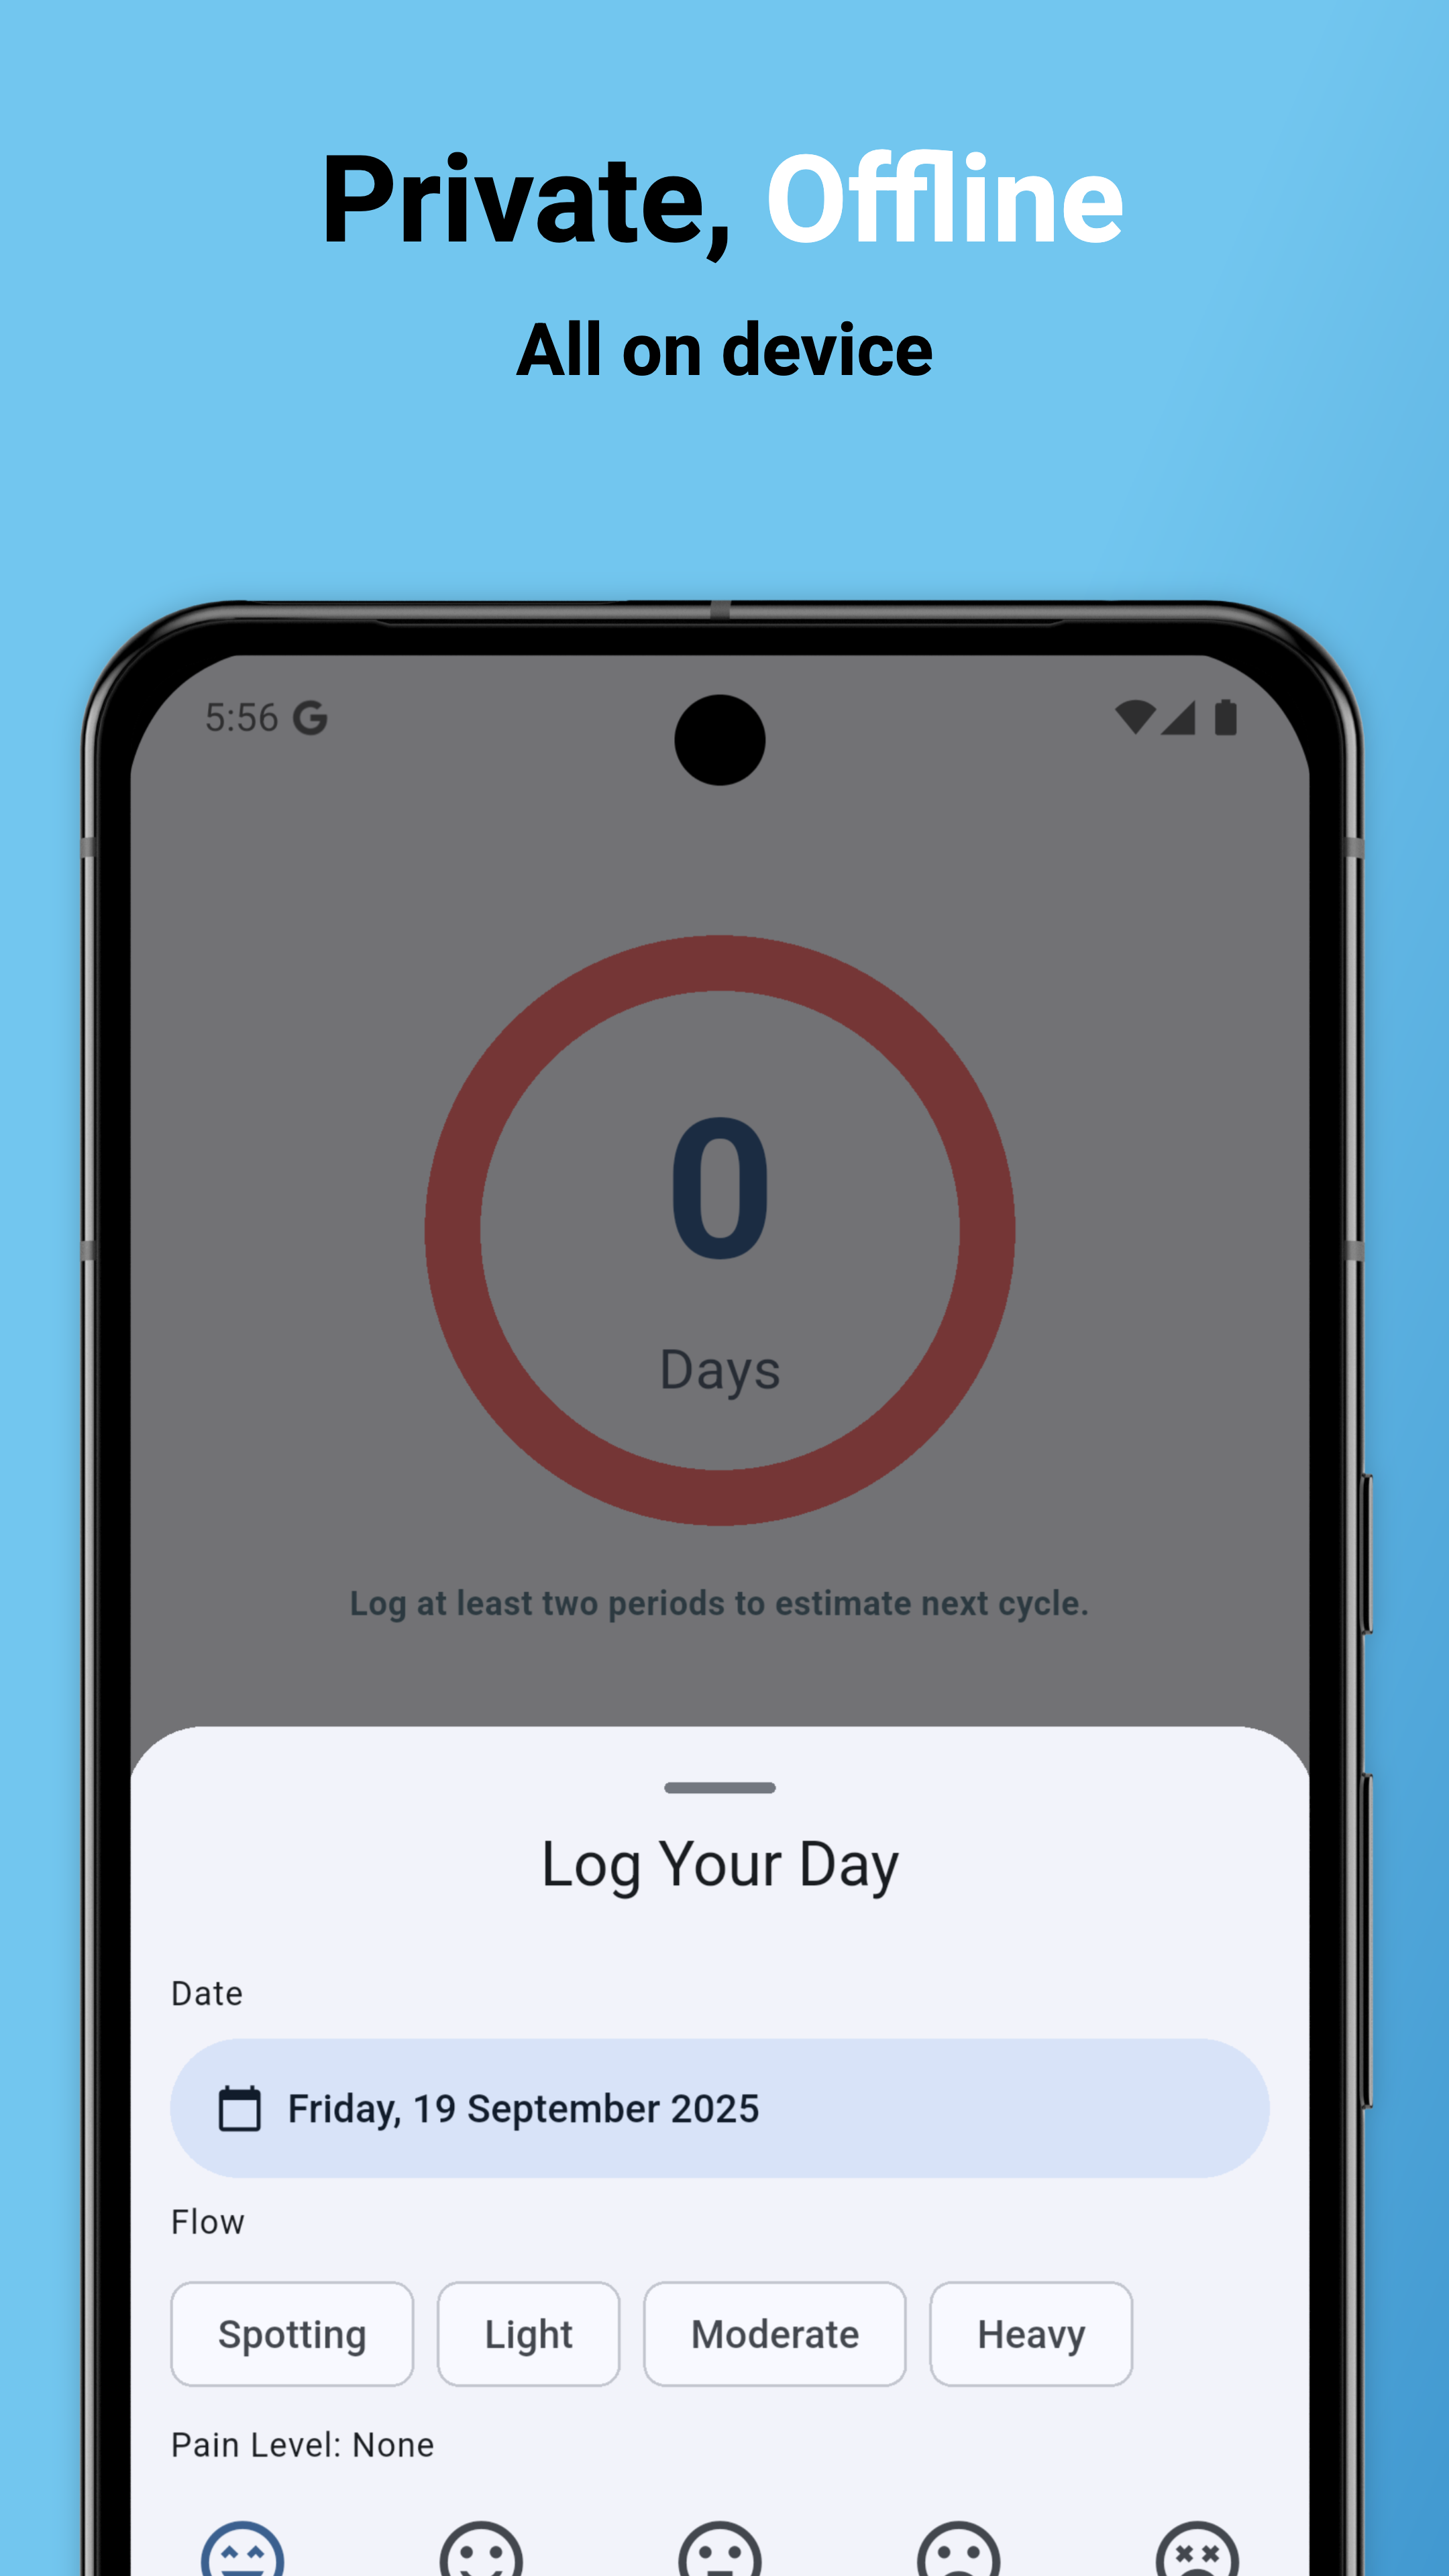 Private, Offline
All on device
5:56 G
0
Days
Log at least two periods to estimate next cycle.
Log Your Day
Date
Friday, 19 September 2025
Flow
Spotting Light Moderate Heavy
Pain Level: None